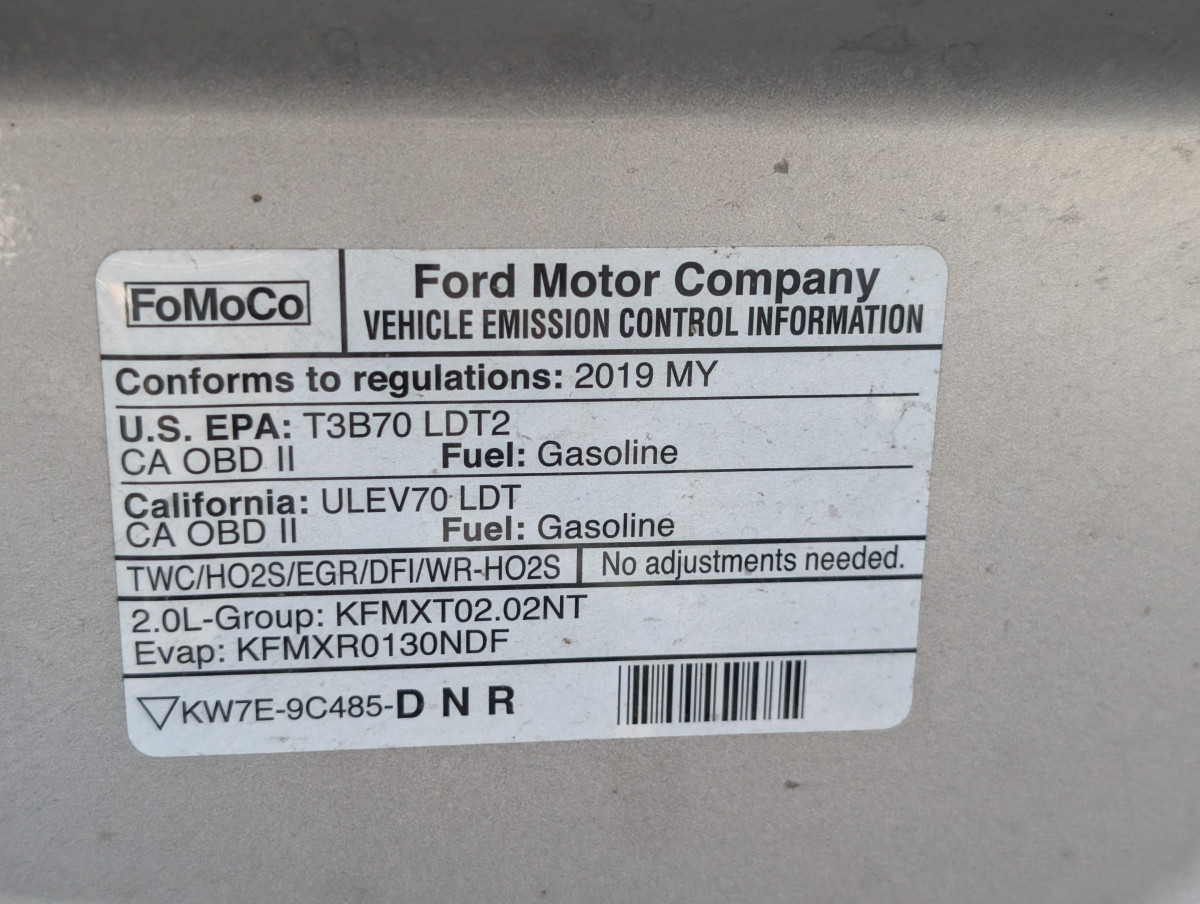 FoMoCo
Ford Motor Company
VEHICLE EMISSION CONTROL INFORMATION
Conforms to regulations: 2019 MY
U.S. EPA: T3B70 LDT2
CA OBD II Fuel: Gasoline
California: ULEV70 LDT
CA OBD II Fuel: Gasoline
TWC/HO2S/EGR/DFI/WR-HO2S No adjustments needed.
2.0L-Group: KFMXT02.02NT
Evap: KFMXR0130NDF
KW7E-9C485-D N R